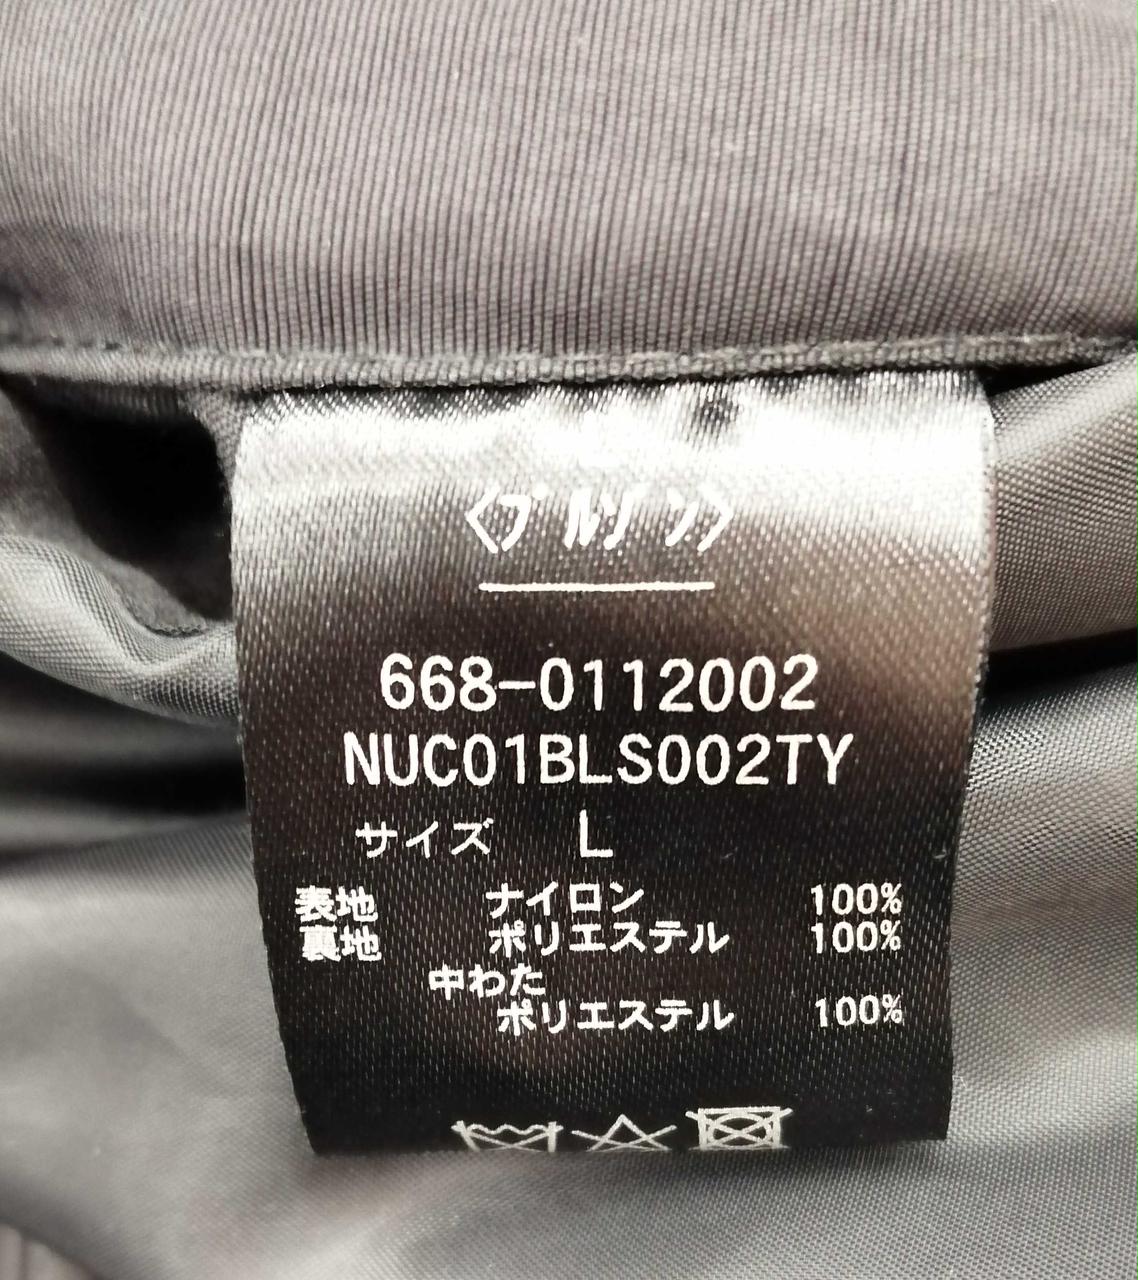 〈ブルゾン〉
668-0112002
NUC01BLS002TY
サイズ L
表地 ナイロン 100%
裏地 ポリエステル 100%
中わた
ポリエステル 100%